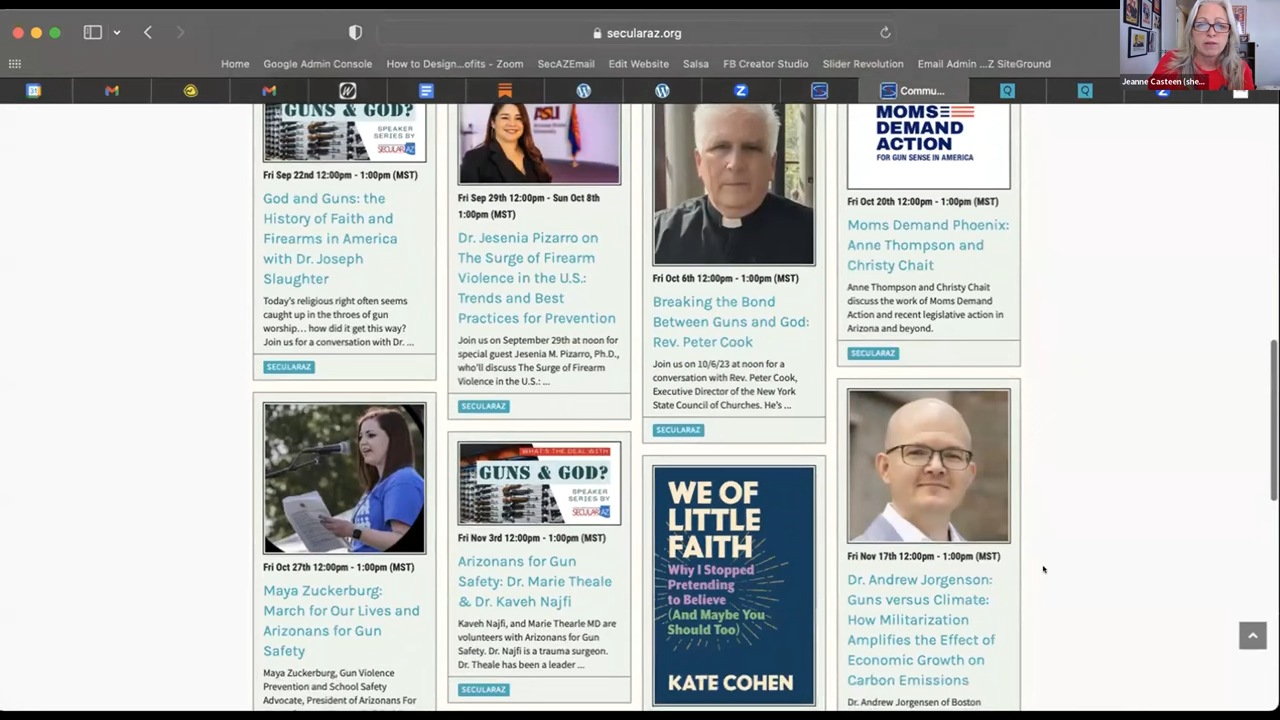 secularaz.org
Home
Google Admin Console
How to Design...ofits - Zoom
SecAZEmail
Edit Website
Salsa
FB Creator Studio
Slider Revolution
Email Admin ...Z SiteGround
Commu...
Jeanne Casteen (she...
GUNS & GOD?
SPEAKER
SERIES BY
SECULARAZ
Fri Sep 22nd 12:00pm - 1:00pm (MST)
God and Guns: the
History of Faith and
Firearms in America
with Dr. Joseph
Slaughter
Today's religious right often seems
caught up in the throes of gun
worship... how did it get this way?
Join us for a conversation with Dr. ...
SECULARAZ
Fri Oct 27th 12:00pm - 1:00pm (MST)
Maya Zuckerburg:
March for Our Lives and
Arizonans for Gun
Safety
Maya Zuckerburg, Gun Violence
Prevention and School Safety
Advocate, President of Arizonans For
ASU
Fri Sep 29th 12:00pm - Sun Oct 8th
1:00pm (MST)
Dr. Jesenia Pizarro on
The Surge of Firearm
Violence in the U.S.:
Trends and Best
Practices for Prevention
Join us on September 29th at noon for
special guest Jesenia M. Pizarro, Ph.D.,
who'll discuss The Surge of Firearm
Violence in the U.S.: ...
SECULARAZ
WHAT'S THE DEAL WITH
GUNS & GOD?
SPEAKER
SERIES BY
SECULARAZ
Fri Nov 3rd 12:00pm - 1:00pm (MST)
Arizonans for Gun
Safety: Dr. Marie Theale
& Dr. Kaveh Najfi
Kaveh Najfi, and Marie Thearle MD are
volunteers with Arizonans for Gun
Safety. Dr. Najfi is a trauma surgeon.
Dr. Theale has been a leader ...
SECULARAZ
Fri Oct 6th 12:00pm - 1:00pm (MST)
Breaking the Bond
Between Guns and God:
Rev. Peter Cook
Join us on 10/6/23 at noon for a
conversation with Rev. Peter Cook,
Executive Director of the New York
State Council of Churches. He's ...
SECULARAZ
WE OF
LITTLE
FAITH
Why I Stopped
Pretending
to Believe
(And Maybe You
Should Too)
KATE COHEN
MOMS
DEMAND
ACTION
FOR GUN SENSE IN AMERICA
Fri Oct 20th 12:00pm - 1:00pm (MST)
Moms Demand Phoenix:
Anne Thompson and
Christy Chait
Anne Thompson and Christy Chait
discuss the work of Moms Demand
Action and recent legislative action in
Arizona and beyond.
SECULARAZ
Fri Nov 17th 12:00pm - 1:00pm (MST)
Dr. Andrew Jorgenson:
Guns versus Climate:
How Militarization
Amplifies the Effect of
Economic Growth on
Carbon Emissions
Dr. Andrew Jorgensen of Boston